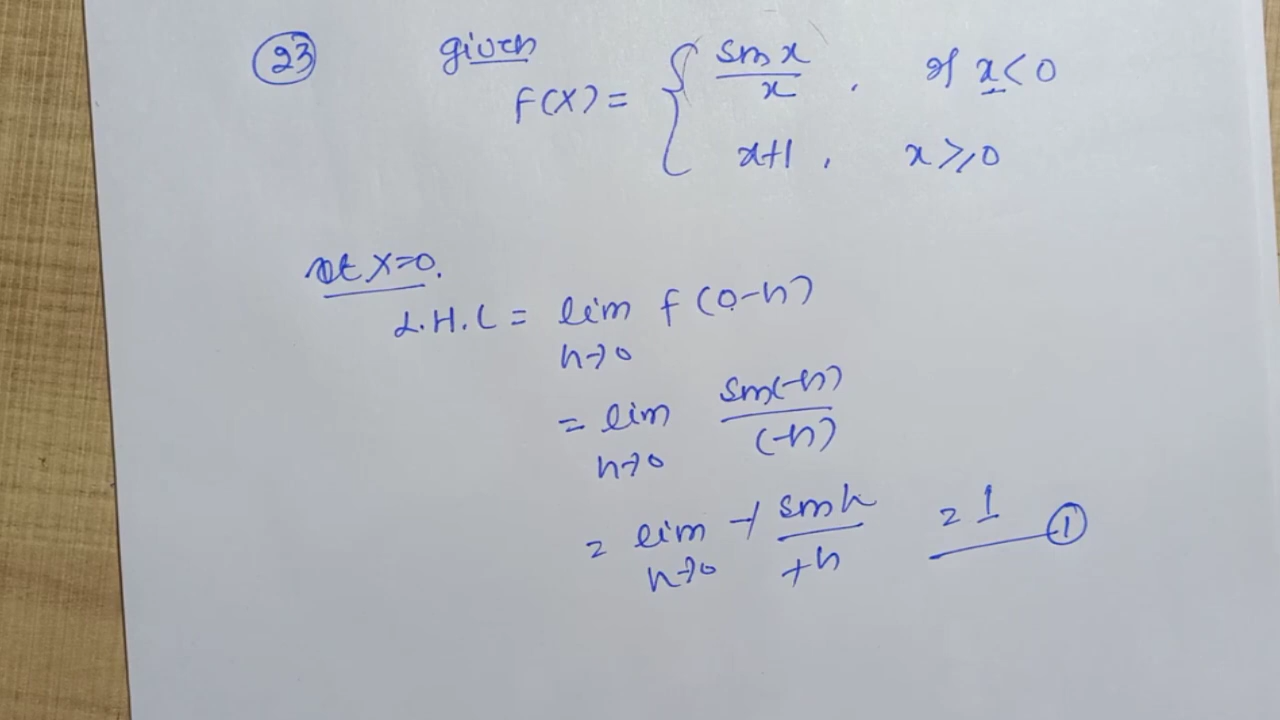 (23) given
F(X) = { sin x / x , if x < 0
x+1 , x ≥ 0
At X=0.
L.H.L = lim h→0 f(0-h)
= lim h→0 sin(-h) / (-h)
= lim h→0 + sin h / + h = 1 (1)